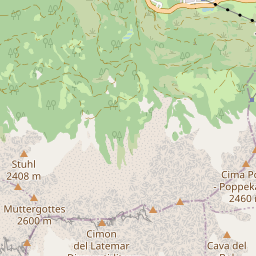 Stuhl
2408 m
Muttergottes
2600 m
Cimon
del Latemar
Cima Po
Poppeka
2460 m
Cava del